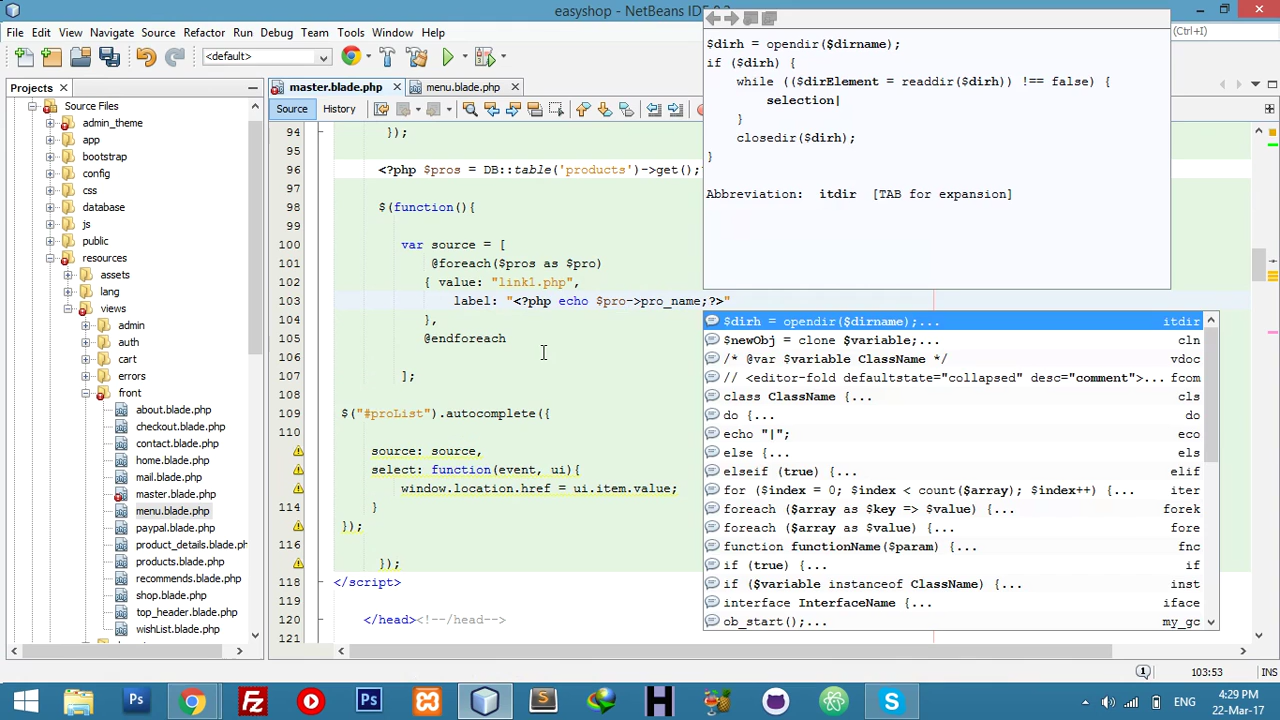 easyshop - NetBeans IDE
File Edit View Navigate Source Refactor Run Debug Team Tools Window Help
(Ctrl+I)
<default>
Projects
master.blade.php
menu.blade.php
Source
History
Source Files
admin_theme
app
bootstrap
config
css
database
js
public
resources
assets
lang
views
admin
auth
cart
errors
front
about.blade.php
checkout.blade.php
contact.blade.php
home.blade.php
mail.blade.php
master.blade.php
menu.blade.php
paypal.blade.php
product_details.blade.ph
products.blade.php
recommends.blade.php
shop.blade.php
top_header.blade.php
wishList.blade.php
94 });
95
96 <?php $pros = DB::table('products')->get();?
97
98 $(function(){
99
100 var source = [
101 @foreach($pros as $pro)
102 { value: "link1.php",
103 label: "<?php echo $pro->pro_name;?>"
104 },
105 @endforeach
106
107 ];
108
109 $("#proList").autocomplete({
110
source: source,
select: function(event, ui){
window.location.href = ui.item.value;
114 }
});
116
});
118 </script>
119
120 </head><!--/head-->
121
$dirh = opendir($dirname);
if ($dirh) {
while (($dirElement = readdir($dirh)) !== false) {
selection|
}
closedir($dirh);
}
Abbreviation: itdir [TAB for expansion]
$dirh = opendir($dirname);... itdir
$newObj = clone $variable;... cln
/* @var $variable ClassName */ vdoc
// <editor-fold defaultstate="collapsed" desc="comment">... fcom
class ClassName {... cls
do {... do
echo "|"; eco
else {... els
elseif (true) {... elif
for ($index = 0; $index < count($array); $index++) {... iter
foreach ($array as $key => $value) {... forek
foreach ($array as $value) {... fore
function functionName($param) {... fnc
if (true) {... if
if ($variable instanceof ClassName) {... inst
interface InterfaceName {... iface
ob_start();... my_gc
1
103:53
INS
ENG
4:29 PM
22-Mar-17